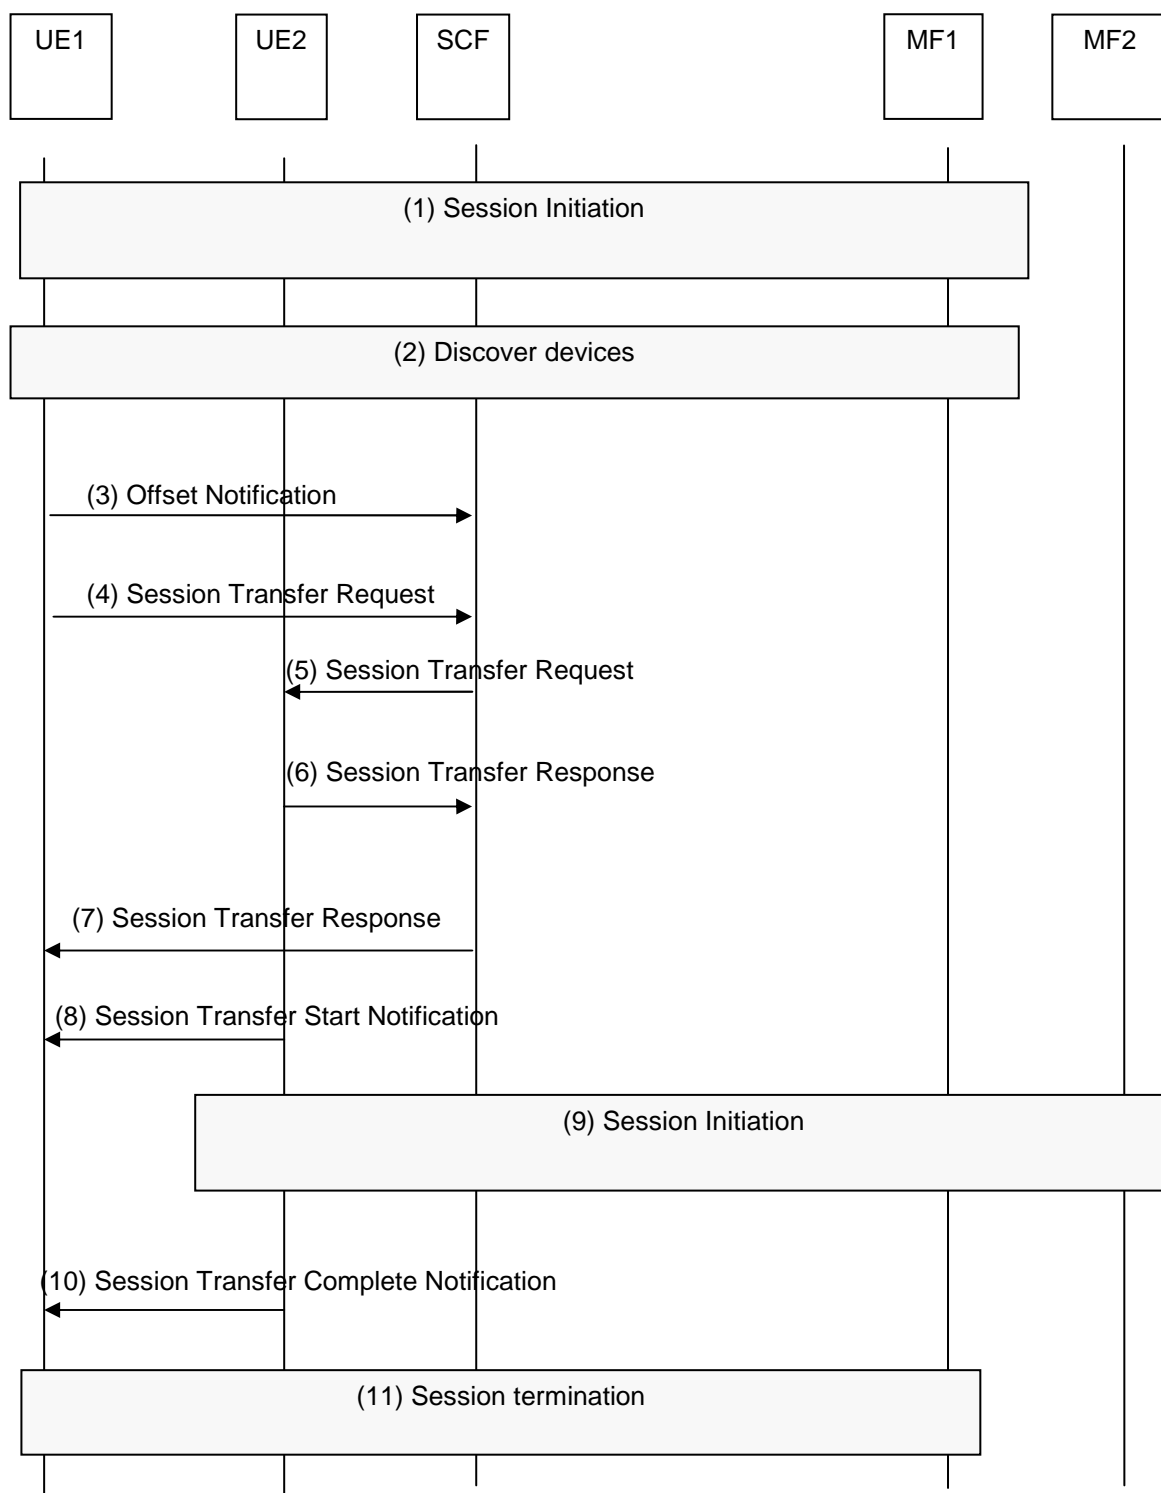 UE1
UE2
SCF
MF1
MF2
(1) Session Initiation
(2) Discover devices
(3) Offset Notification
(4) Session Transfer Request
(5) Session Transfer Request
(6) Session Transfer Response
(7) Session Transfer Response
(8) Session Transfer Start Notification
(9) Session Initiation
(10) Session Transfer Complete Notification
(11) Session termination